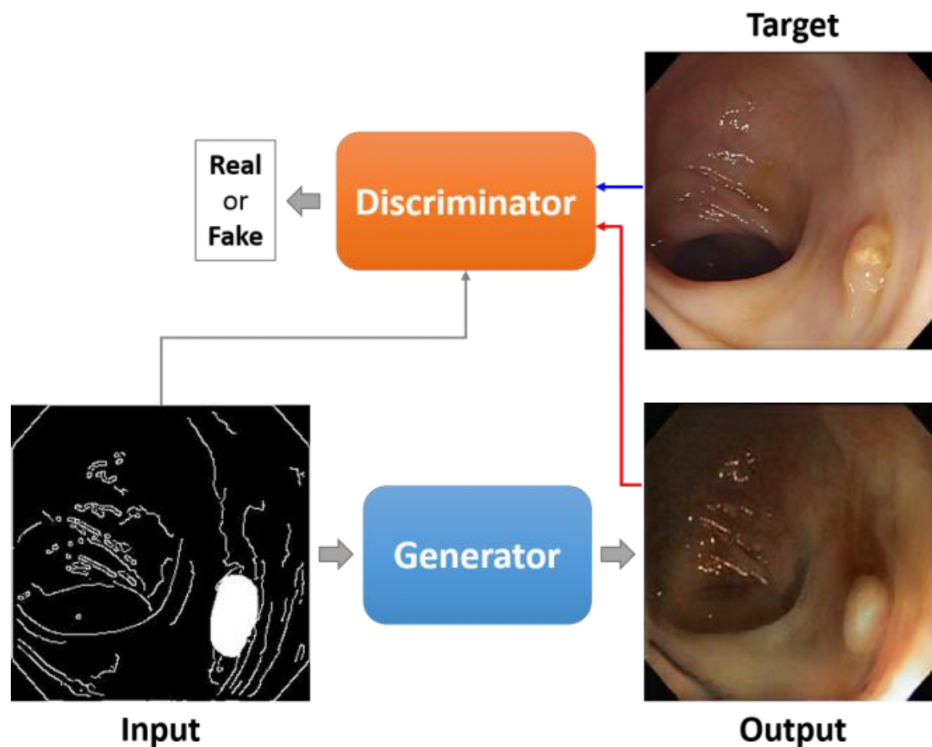 Target
Real
or
Fake
Discriminator
Generator
Input
Output